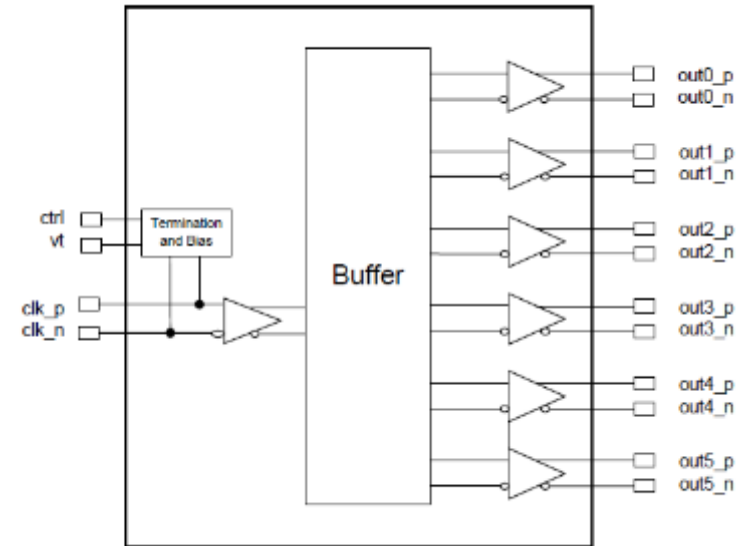 out0_p
out0_n
out1_p
out1_n
ctrl
vt
Termination
and Bias
out2_p
out2_n
Buffer
clk_p
clk_n
out3_p
out3_n
out4_p
out4_n
out5_p
out5_n